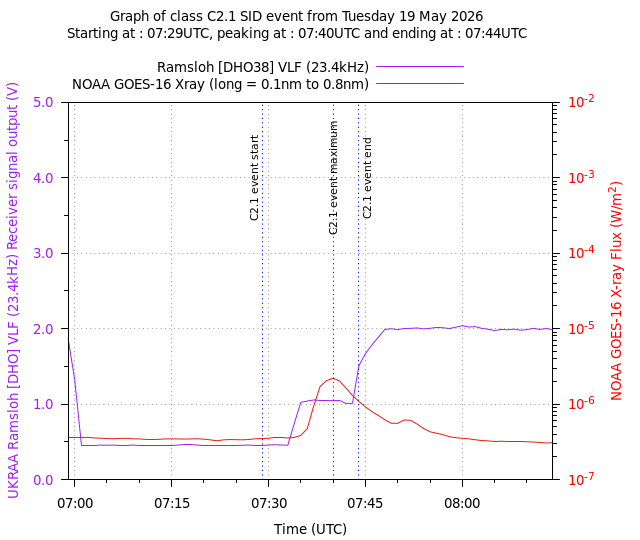 Graph of class C2.1 SID event from Tuesday 19 May 2026
Starting at : 07:29UTC, peaking at : 07:40UTC and ending at : 07:44UTC
Ramsloh [DHO38] VLF (23.4kHz)
NOAA GOES-16 Xray (long = 0.1nm to 0.8nm)
UKRAA Ramsloh [DHO] VLF (23.4kHz) Receiver signal output (V)
5.0
4.0
3.0
2.0
1.0
0.0
C2.1 event start
C2.1 event maximum
C2.1 event end
10-2
10-3
10-4
10-5
10-6
10-7
NOAA GOES-16 X-ray Flux (W/m2)
07:00 07:15 07:30 07:45 08:00
Time (UTC)